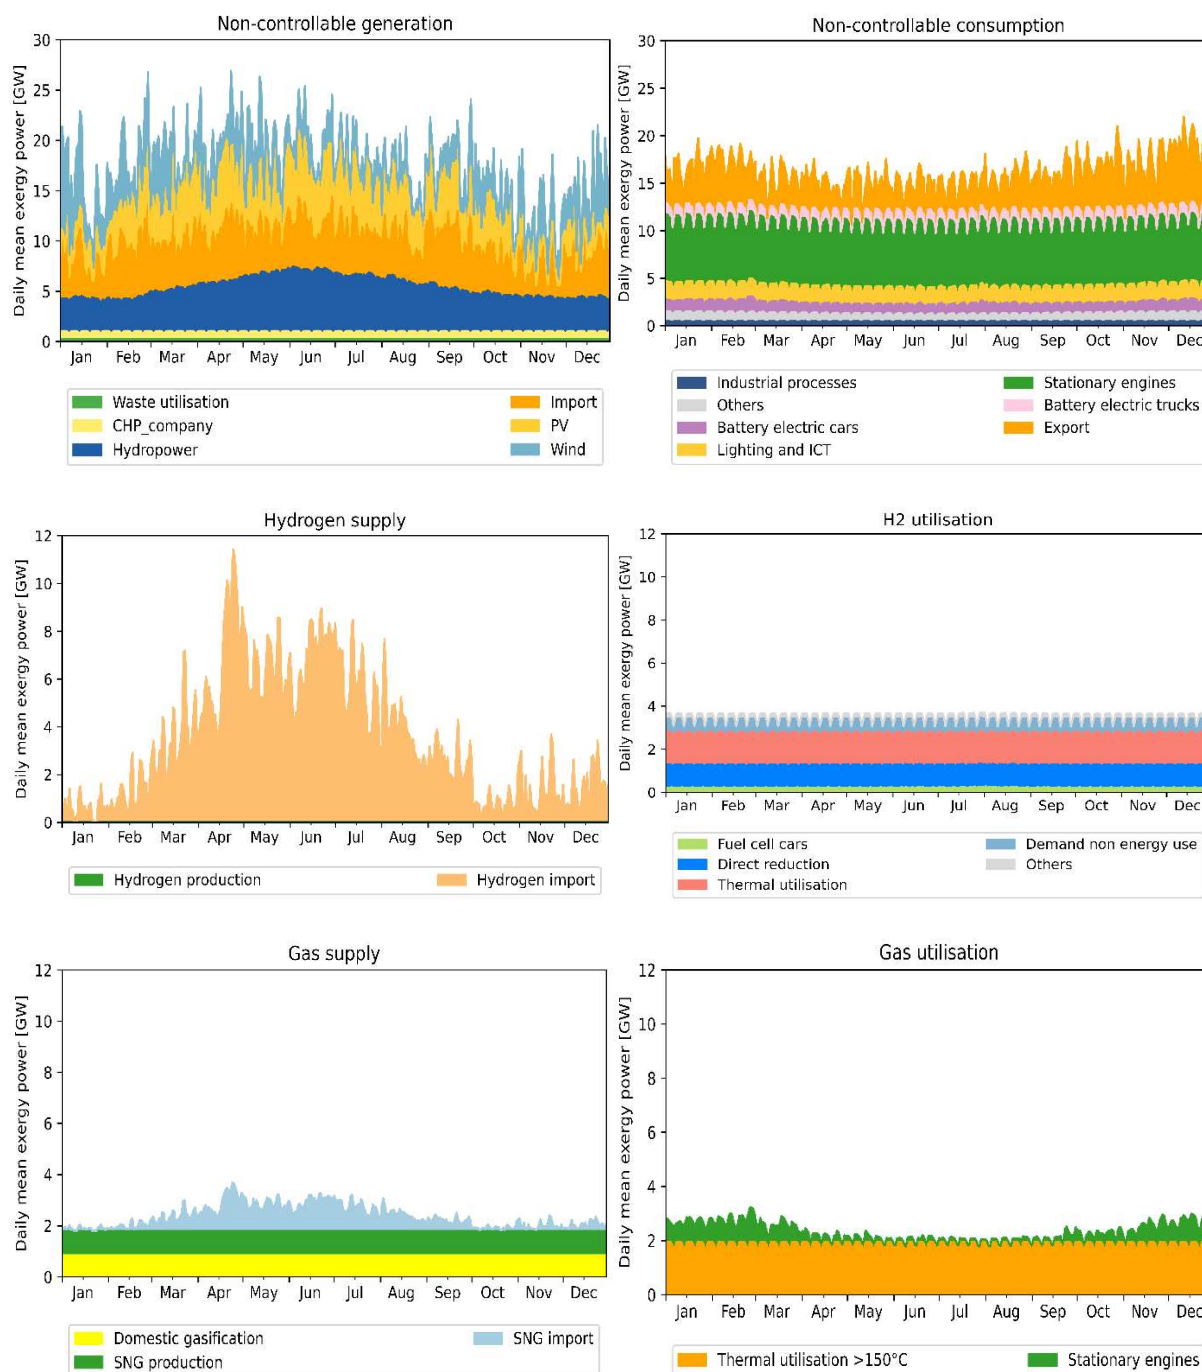 Non-controllable generation
Daily mean exergy power [GW]
30
25
20
15
10
5
0
Jan Feb Mar Apr May Jun Jul Aug Sep Oct Nov Dec
Waste utilisation
CHP_company
Hydropower
Import
PV
Wind
Non-controllable consumption
Daily mean exergy power [GW]
30
25
20
15
10
5
0
Jan Feb Mar Apr May Jun Jul Aug Sep Oct Nov Dec
Industrial processes
Others
Battery electric cars
Lighting and ICT
Stationary engines
Battery electric trucks
Export
Hydrogen supply
Daily mean exergy power [GW]
12
10
8
6
4
2
0
Jan Feb Mar Apr May Jun Jul Aug Sep Oct Nov Dec
Hydrogen production
Hydrogen import
H2 utilisation
Daily mean exergy power [GW]
12
10
8
6
4
2
0
Jan Feb Mar Apr May Jun Jul Aug Sep Oct Nov Dec
Fuel cell cars
Direct reduction
Thermal utilisation
Demand non energy use
Others
Gas supply
Daily mean exergy power [GW]
12
10
8
6
4
2
0
Jan Feb Mar Apr May Jun Jul Aug Sep Oct Nov Dec
Domestic gasification
SNG production
SNG import
Gas utilisation
Daily mean exergy power [GW]
12
10
8
6
4
2
0
Jan Feb Mar Apr May Jun Jul Aug Sep Oct Nov Dec
Thermal utilisation >150°C
Stationary engines